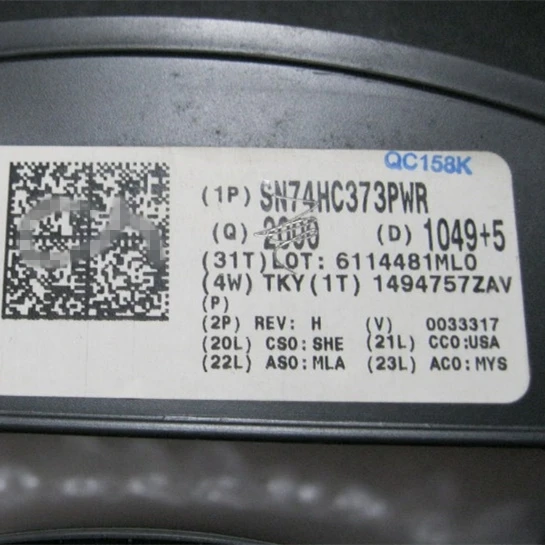 QC158K
(1P) SN74HC373PWR
(Q) 2000 (D) 1049+5
(31T)LOT: 6114481ML0
(4W) TKY(1T) 1494757ZAV
(P)
(2P) REV: H (V) 0033317
(20L) CSO:SHE (21L) CCO:USA
(22L) ASO:MLA (23L) ACO:MYS